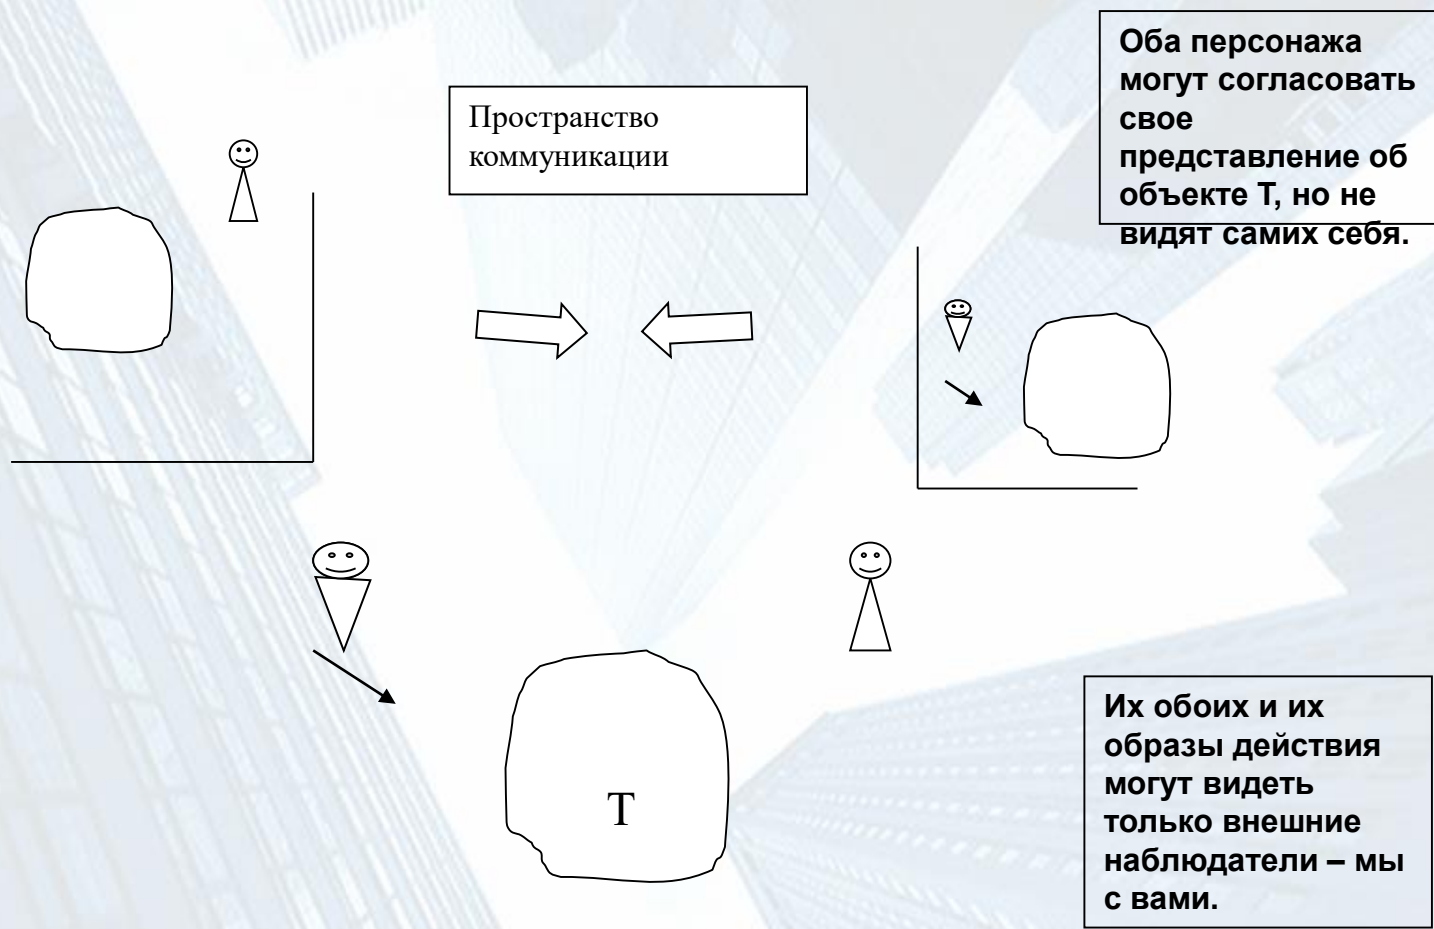 Оба персонажа
могут согласовать
свое
представление об
объекте Т, но не
видят самих себя.
Пространство
коммуникации
Т
Их обоих и их
образы действия
могут видеть
только внешние
наблюдатели – мы
с вами.